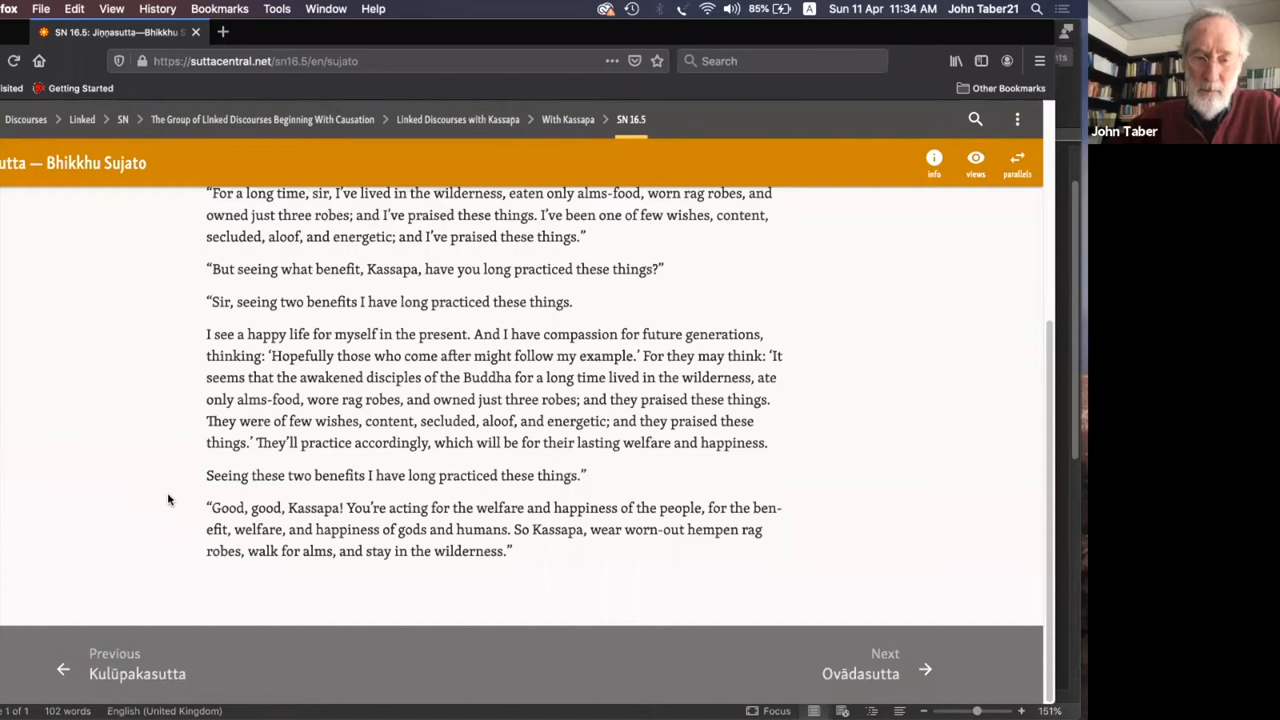 fox File Edit View History Bookmarks Tools Window Help 85% A Sun 11 Apr 11:34 AM John Taber21
SN 16.5: Jiṇṇasutta—Bhikkhu S
https://suttacentral.net/sn16.5/en/sujato Search
isited Getting Started Other Bookmarks
Discourses Linked SN The Group of Linked Discourses Beginning With Causation Linked Discourses with Kassapa With Kassapa SN 16.5
utta — Bhikkhu Sujato
info views parallels
“For a long time, sir, I’ve lived in the wilderness, eaten only alms-food, worn rag robes, and
owned just three robes; and I’ve praised these things. I’ve been one of few wishes, content,
secluded, aloof, and energetic; and I’ve praised these things.”
“But seeing what benefit, Kassapa, have you long practiced these things?”
“Sir, seeing two benefits I have long practiced these things.
I see a happy life for myself in the present. And I have compassion for future generations,
thinking: ‘Hopefully those who come after might follow my example.’ For they may think: ‘It
seems that the awakened disciples of the Buddha for a long time lived in the wilderness, ate
only alms-food, wore rag robes, and owned just three robes; and they praised these things.
They were of few wishes, content, secluded, aloof, and energetic; and they praised these
things.’ They’ll practice accordingly, which will be for their lasting welfare and happiness.
Seeing these two benefits I have long practiced these things.”
“Good, good, Kassapa! You’re acting for the welfare and happiness of the people, for the ben-
efit, welfare, and happiness of gods and humans. So Kassapa, wear worn-out hempen rag
robes, walk for alms, and stay in the wilderness.”
Previous
Kulūpakasutta
Next
Ovādasutta
e 1 of 1 102 words English (United Kingdom) Focus 151%
John Taber